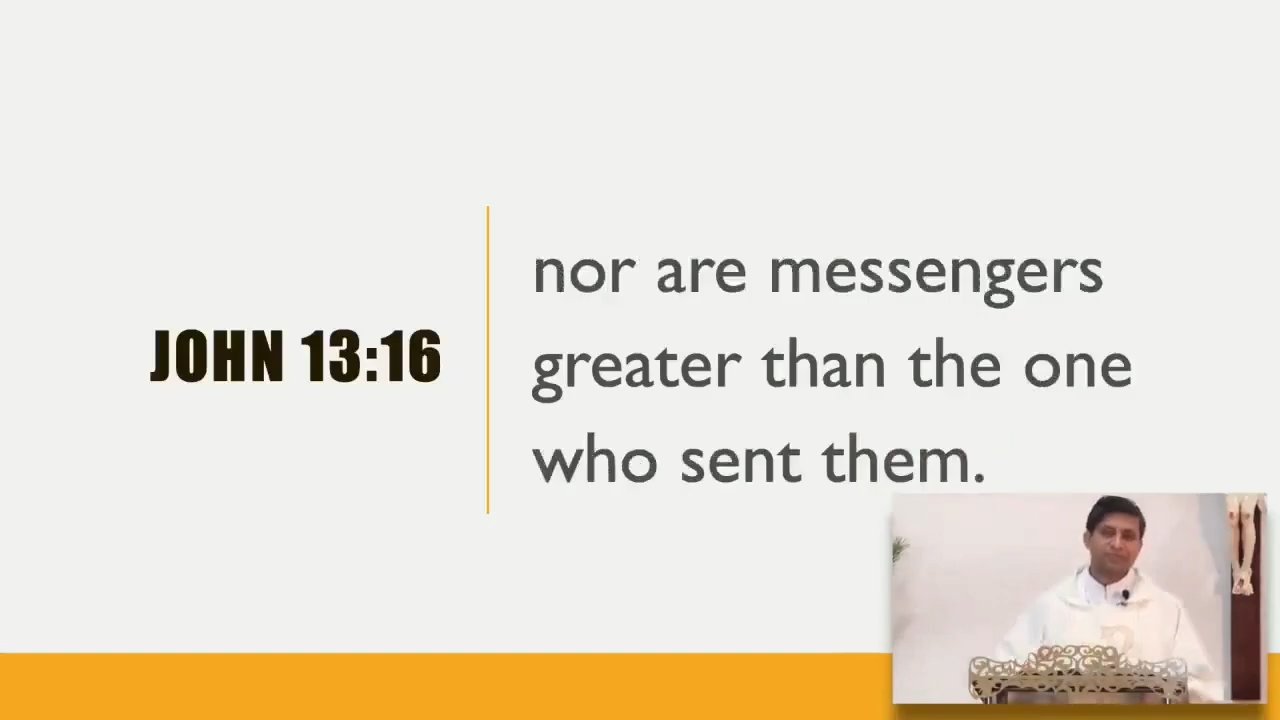 JOHN 13:16
nor are messengers
greater than the one
who sent them.